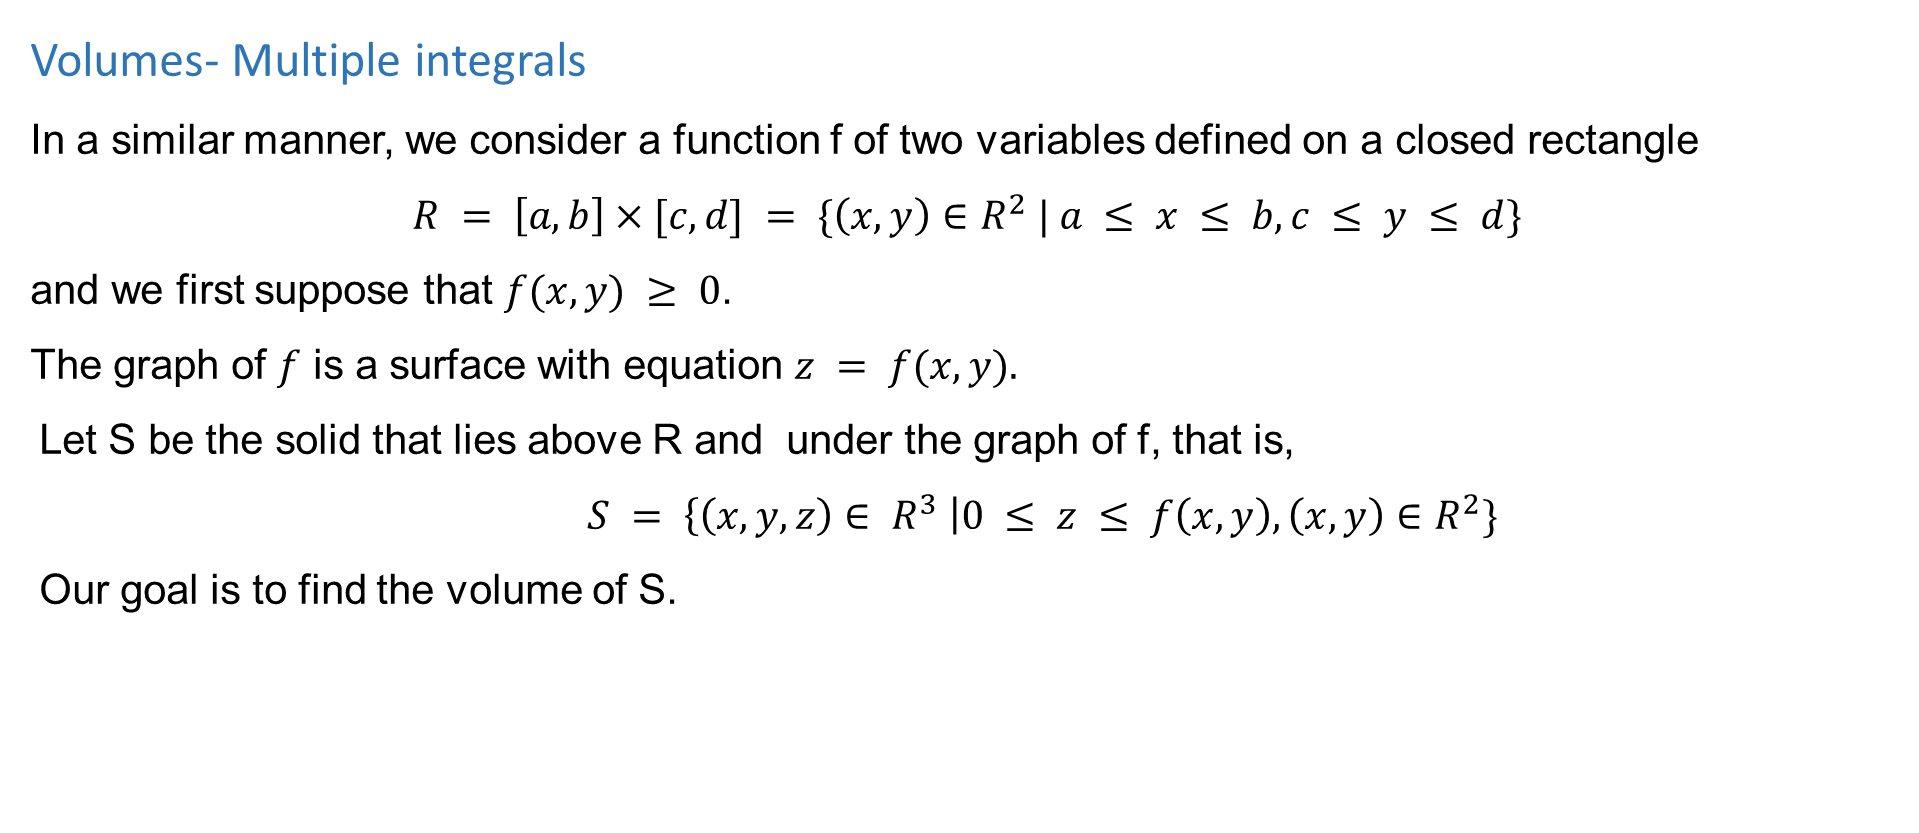 Volumes- Multiple integrals
In a similar manner, we consider a function f of two variables defined on a closed rectangle
R = [a, b] × [c, d] = {(x, y) ∈ R² | a ≤ x ≤ b, c ≤ y ≤ d}
and we first suppose that f(x, y) ≥ 0.
The graph of f is a surface with equation z = f(x, y).
Let S be the solid that lies above R and under the graph of f, that is,
S = {(x, y, z) ∈ R³ |0 ≤ z ≤ f(x, y), (x, y) ∈ R²}
Our goal is to find the volume of S.